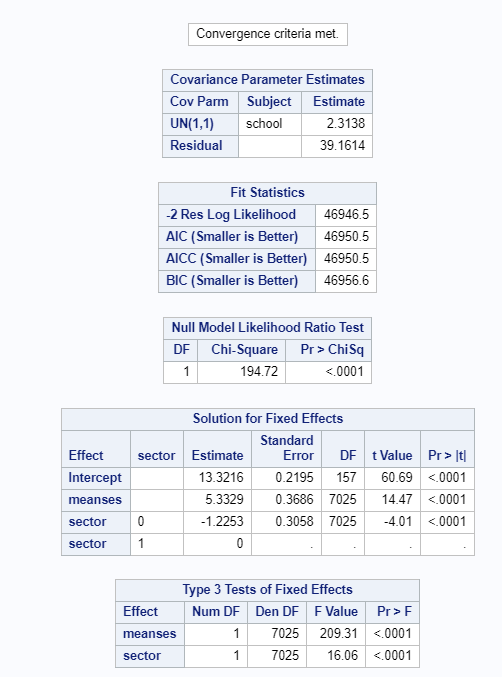 Convergence criteria met.
Covariance Parameter Estimates
Cov Parm Subject Estimate
UN(1,1) school 2.3138
Residual 39.1614
Fit Statistics
-2 Res Log Likelihood 46946.5
AIC (Smaller is Better) 46950.5
AICC (Smaller is Better) 46950.5
BIC (Smaller is Better) 46956.6
Null Model Likelihood Ratio Test
DF Chi-Square Pr > ChiSq
1 194.72 <.0001
Solution for Fixed Effects
Effect sector Estimate Standard Error DF t Value Pr > |t|
Intercept 13.3216 0.2195 157 60.69 <.0001
meanses 5.3329 0.3686 7025 14.47 <.0001
sector 0 -1.2253 0.3058 7025 -4.01 <.0001
sector 1 0 . . . .
Type 3 Tests of Fixed Effects
Effect Num DF Den DF F Value Pr > F
meanses 1 7025 209.31 <.0001
sector 1 7025 16.06 <.0001